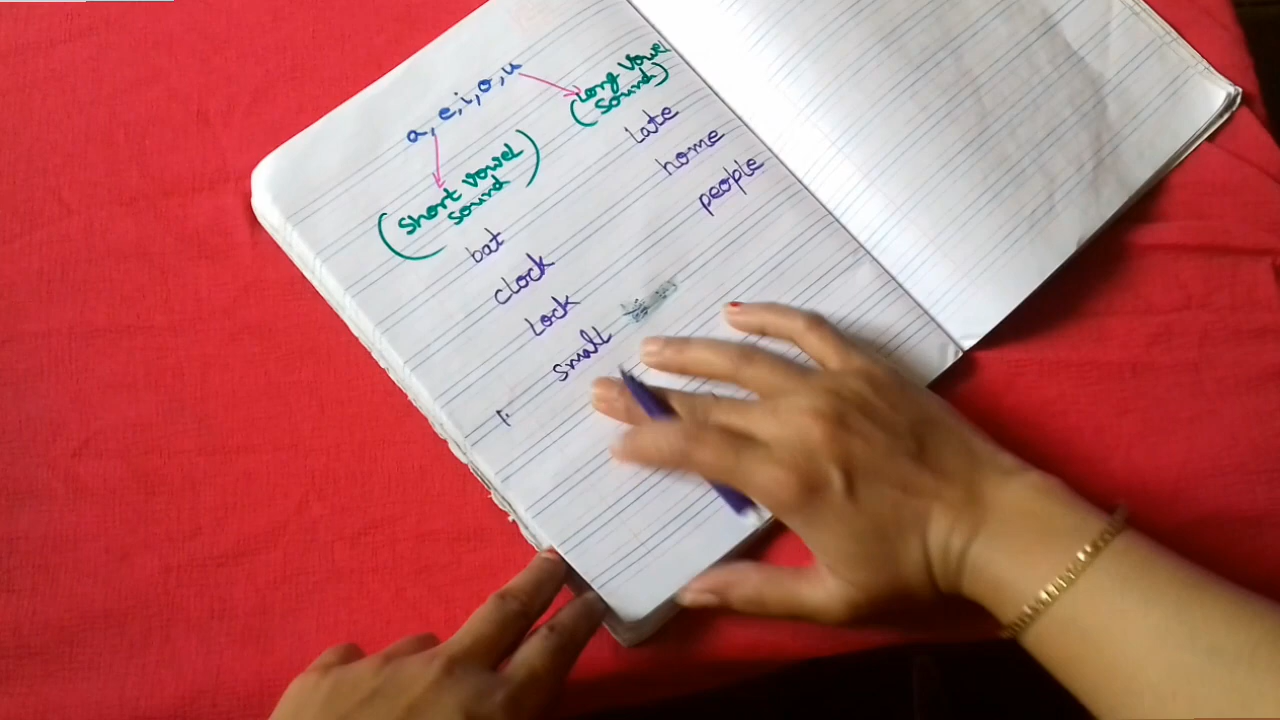 a, e, i, o, u
(Short Vowel
Sound)
bat
clock
Lock
small
(Long Vowel
Sound)
Late
home
people